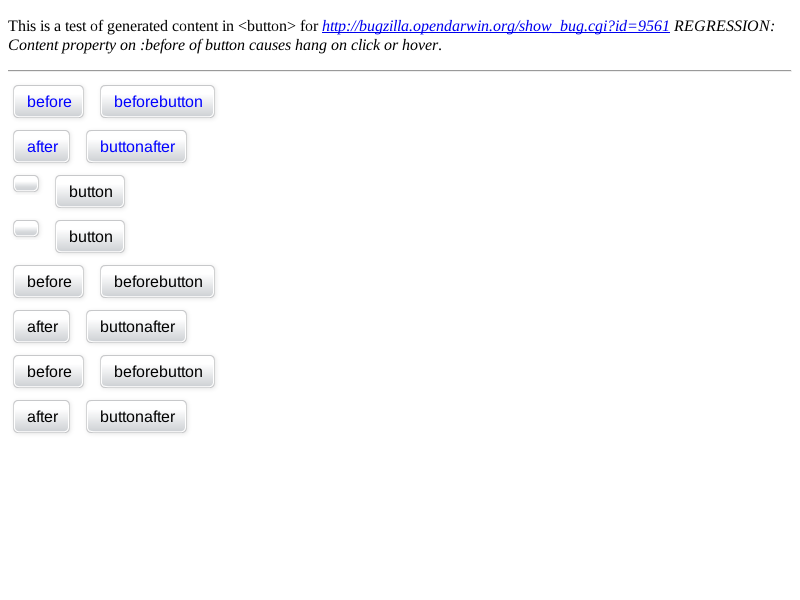 This is a test of generated content in <button> for http://bugzilla.opendarwin.org/show_bug.cgi?id=9561 REGRESSION:
Content property on :before of button causes hang on click or hover.
before beforebutton
after buttonafter
button
button
before beforebutton
after buttonafter
before beforebutton
after buttonafter